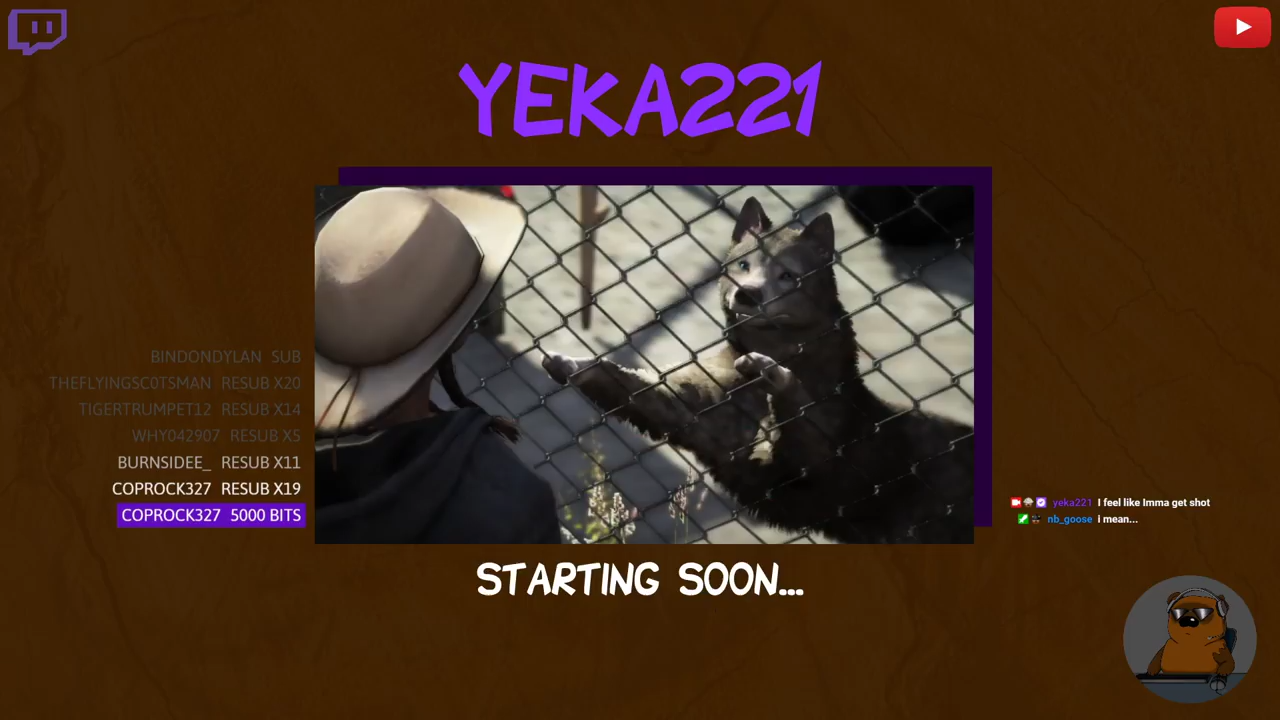 YEKA221
BINDONDYLAN SUB
THEFLYINGSC0TSMAN RESUB X20
TIGERTRUMPET12 RESUB X14
WHY042907 RESUB X5
BURNSIDEE_ RESUB X11
COPROCK327 RESUB X19
COPROCK327 5000 BITS
yeka221 I feel like Imma get shot
nb_goose i mean...
STARTING SOON...